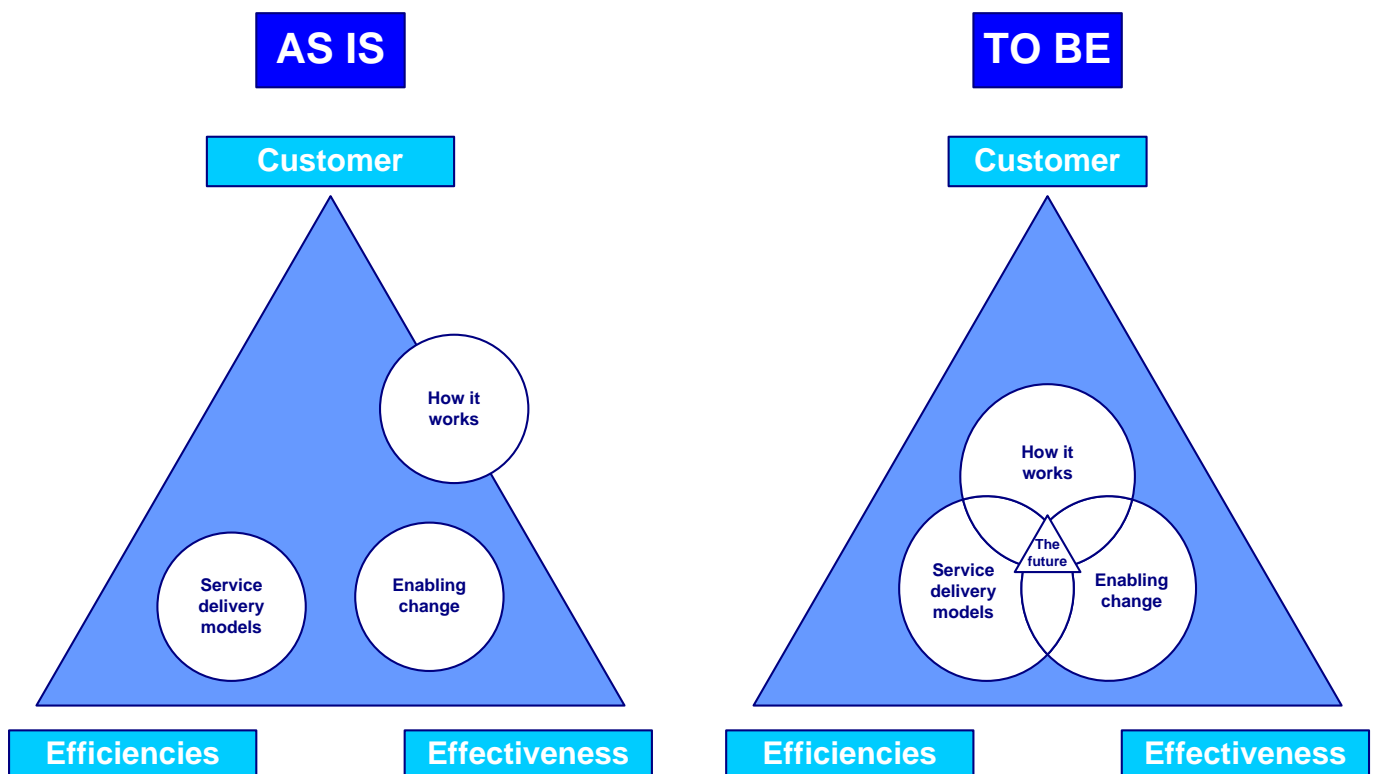 AS IS
TO BE
Customer
Customer
How it
works
Service
delivery
models
Enabling
change
How it
works
The
future
Service
delivery
models
Enabling
change
Efficiencies
Effectiveness
Efficiencies
Effectiveness